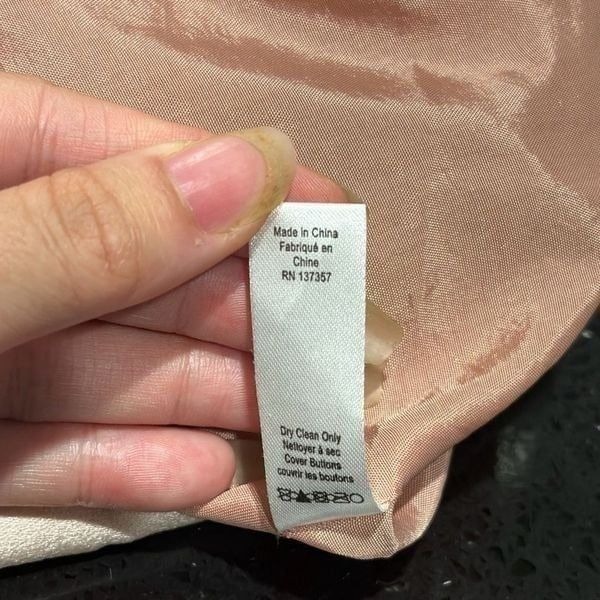 Made in China
Fabriqué en
Chine
RN 137357
Dry Clean Only
Nettoyer à sec
Cover Buttons
couvrir les boutons